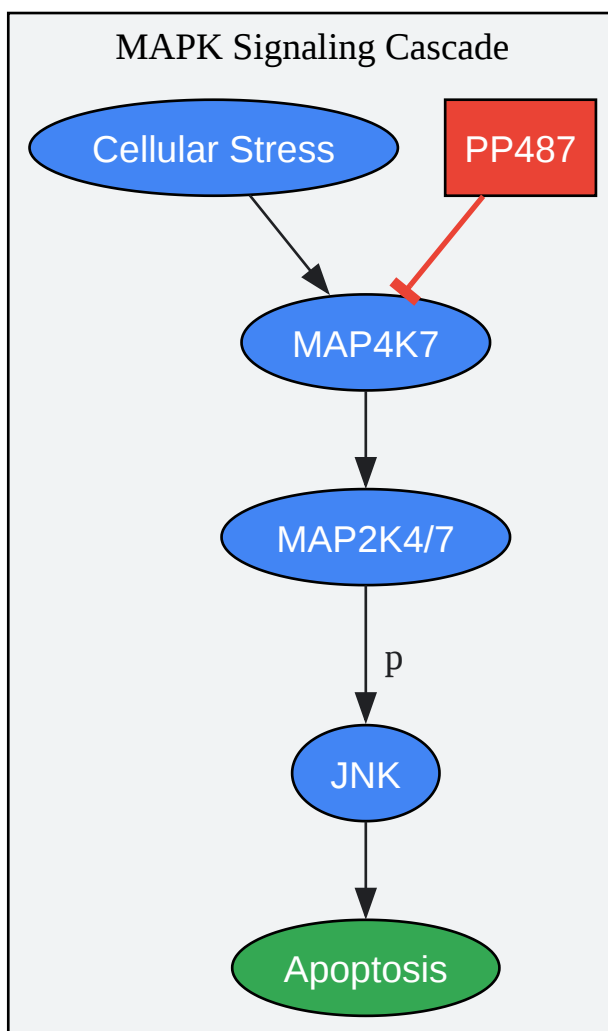 MAPK Signaling Cascade
Cellular Stress
PP487
MAP4K7
MAP2K4/7
p
JNK
Apoptosis